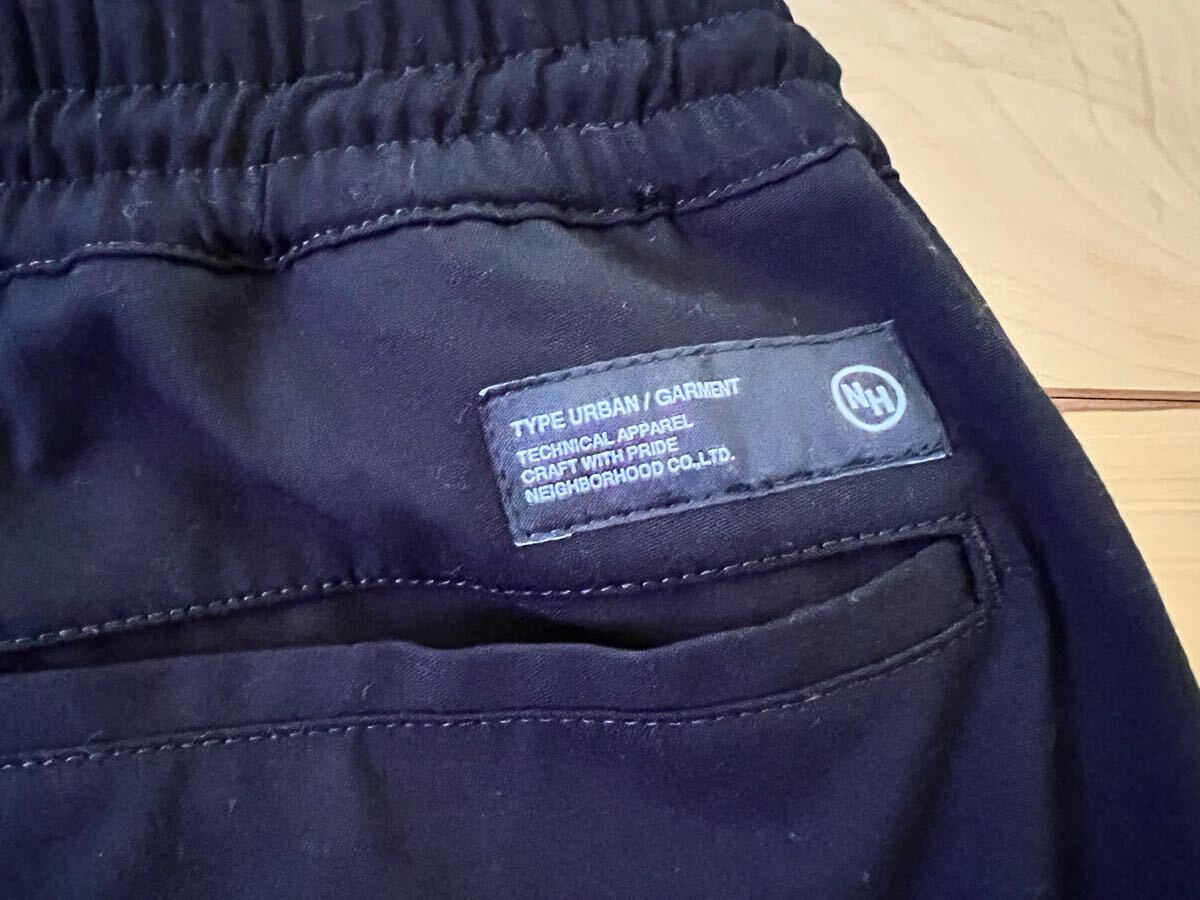 TYPE URBAN / GARMENT
TECHNICAL APPAREL
CRAFT WITH PRIDE
NEIGHBORHOOD CO.,LTD.
NH